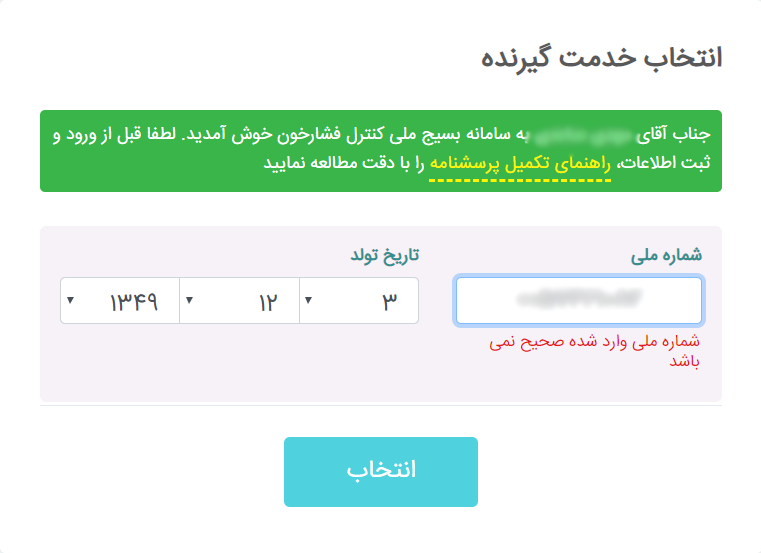 انتخاب خدمت گیرنده
جناب آقای به سامانه بسیج ملی کنترل فشارخون خوش آمدید. لطفا قبل از ورود و
ثبت اطلاعات، راهنمای تکمیل پرسشنامه را با دقت مطالعه نمایید
شماره ملی
تاریخ تولد
۳
۱۲
۱۳۴۹
شماره ملی وارد شده صحیح نمی
باشد
انتخاب